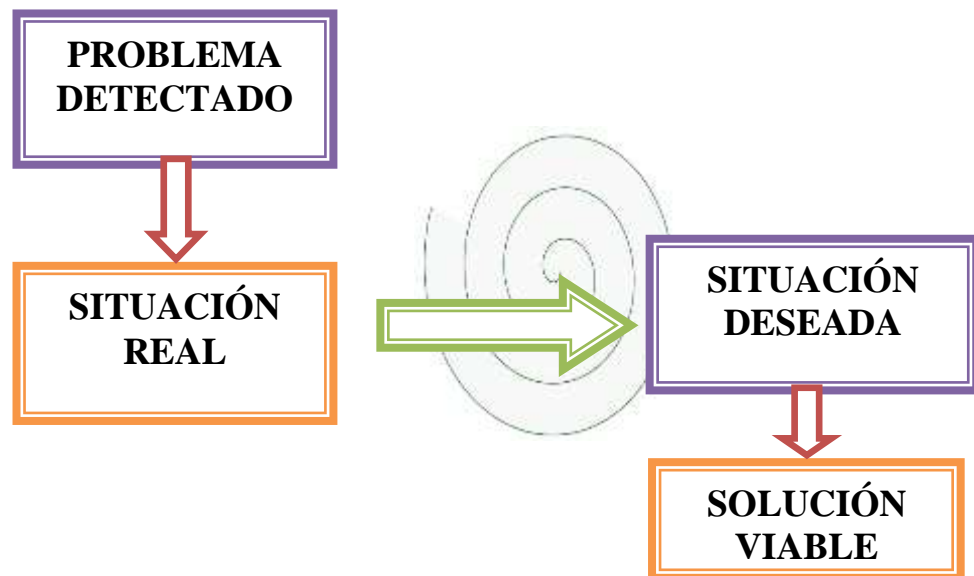 PROBLEMA
DETECTADO
SITUACIÓN
REAL
SITUACIÓN
DESEADA
SOLUCIÓN
VIABLE